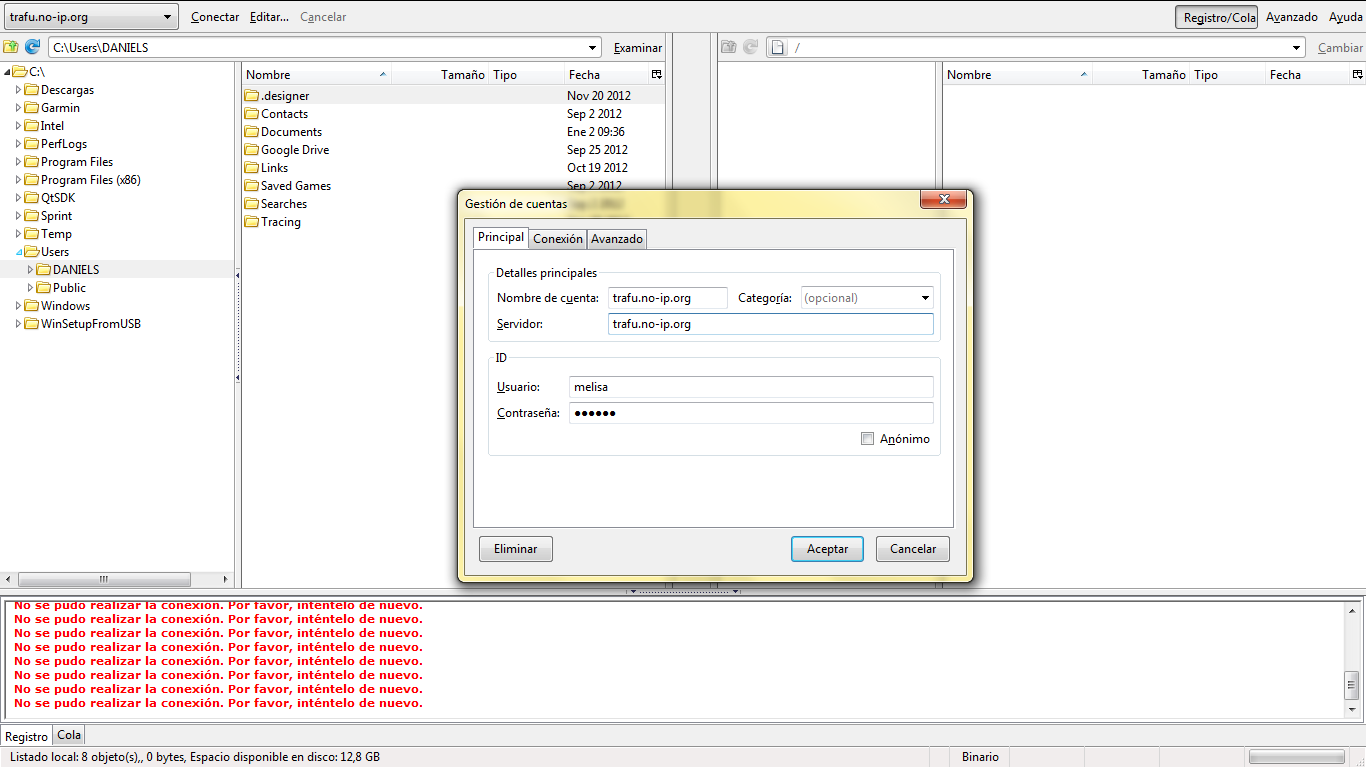 trafu.no-ip.org Conectar Editar... Cancelar Registro/Cola Avanzado Ayuda
C:\Users\DANIELS Examinar / Cambiar
C:\
Descargas
Garmin
Intel
PerfLogs
Program Files
Program Files (x86)
QtSDK
Sprint
Temp
Users
DANIELS
Public
Windows
WinSetupFromUSB
Nombre Tamaño Tipo Fecha
.designer Nov 20 2012
Contacts Sep 2 2012
Documents Ene 2 09:36
Google Drive Sep 25 2012
Links Oct 19 2012
Saved Games Sep 2 2012
Searches
Tracing
Nombre Tamaño Tipo Fecha
Gestión de cuentas
Principal Conexión Avanzado
Detalles principales
Nombre de cuenta: trafu.no-ip.org Categoría: (opcional)
Servidor: trafu.no-ip.org
ID
Usuario: melisa
Contraseña: ●●●●●●
Anónimo
Eliminar Aceptar Cancelar
No se pudo realizar la conexión. Por favor, inténtelo de nuevo.
No se pudo realizar la conexión. Por favor, inténtelo de nuevo.
No se pudo realizar la conexión. Por favor, inténtelo de nuevo.
No se pudo realizar la conexión. Por favor, inténtelo de nuevo.
No se pudo realizar la conexión. Por favor, inténtelo de nuevo.
No se pudo realizar la conexión. Por favor, inténtelo de nuevo.
No se pudo realizar la conexión. Por favor, inténtelo de nuevo.
No se pudo realizar la conexión. Por favor, inténtelo de nuevo.
Registro Cola
Listado local: 8 objeto(s),, 0 bytes, Espacio disponible en disco: 12,8 GB Binario